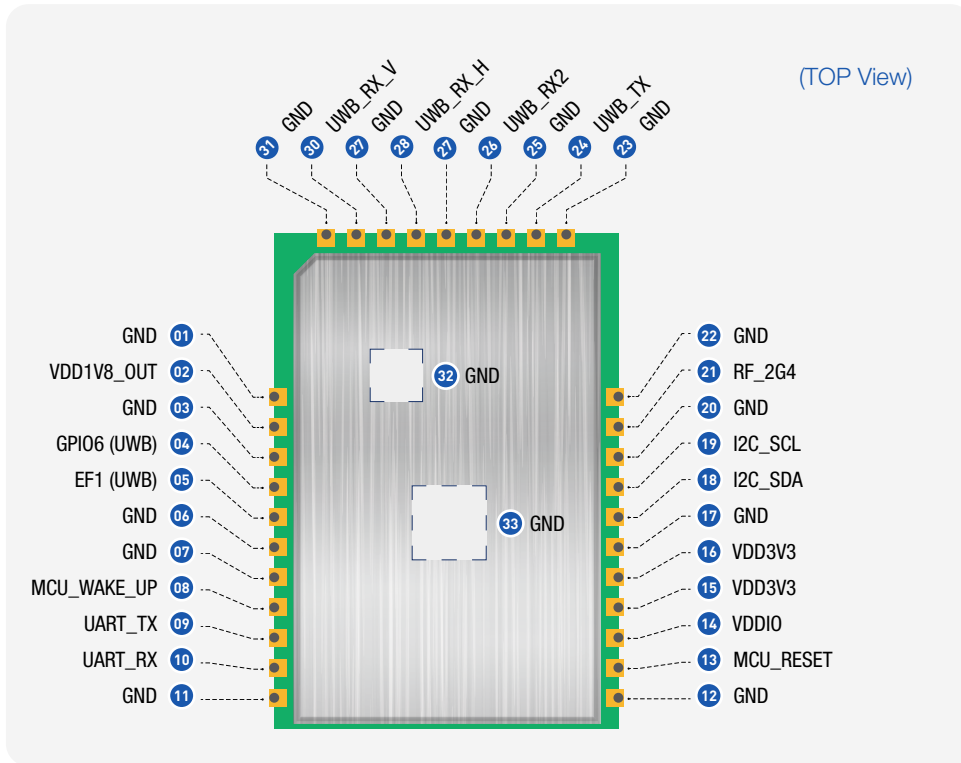 (TOP View)
31 GND
30 UWB_RX_V
27 GND
28 UWB_RX_H
27 GND
26 UWB_RX2
25 GND
24 UWB_TX
23 GND
GND 01
VDD1V8_OUT 02
GND 03
GPIO6 (UWB) 04
EF1 (UWB) 05
GND 06
GND 07
MCU_WAKE_UP 08
UART_TX 09
UART_RX 10
GND 11
32 GND
33 GND
22 GND
21 RF_2G4
20 GND
19 I2C_SCL
18 I2C_SDA
17 GND
16 VDD3V3
15 VDD3V3
14 VDDIO
13 MCU_RESET
12 GND